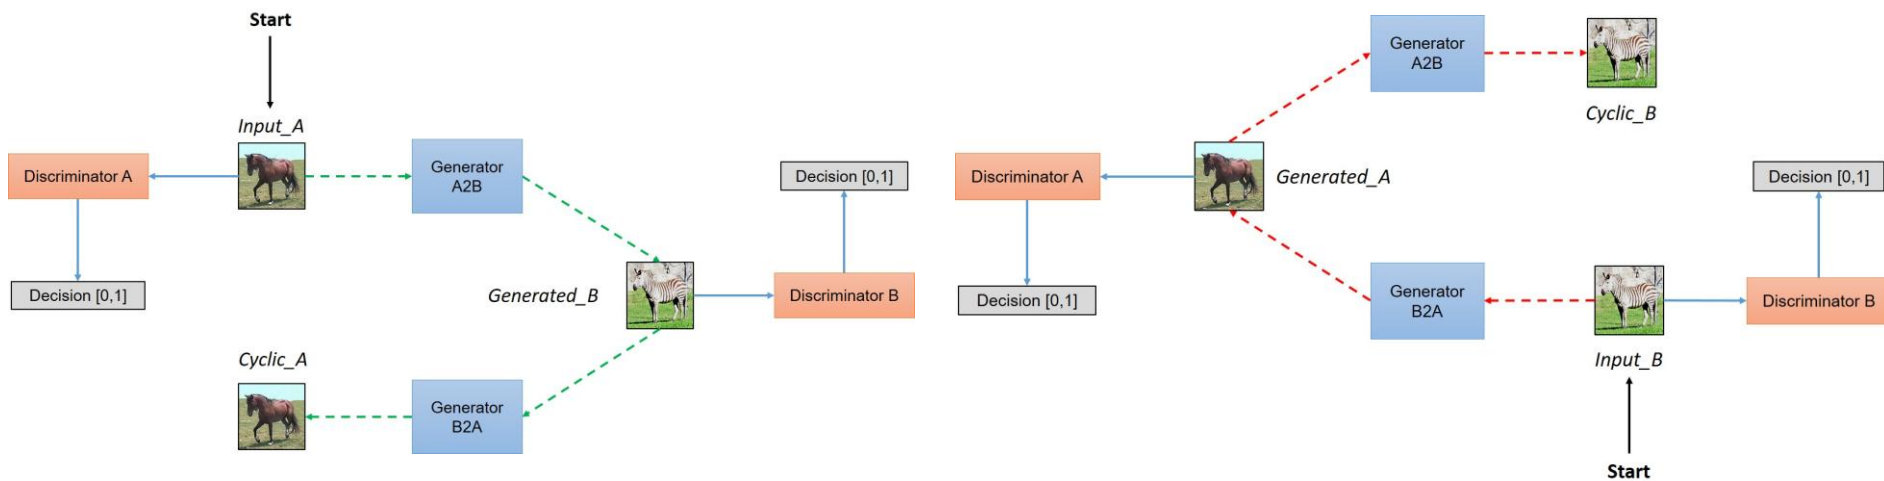 Start
Input_A
Discriminator A
Generator
A2B
Decision [0,1]
Decision [0,1]
Generated_B
Discriminator B
Cyclic_A
Generator
B2A
Generator
A2B
Cyclic_B
Discriminator A
Generated_A
Decision [0,1]
Decision [0,1]
Generator
B2A
Discriminator B
Input_B
Start